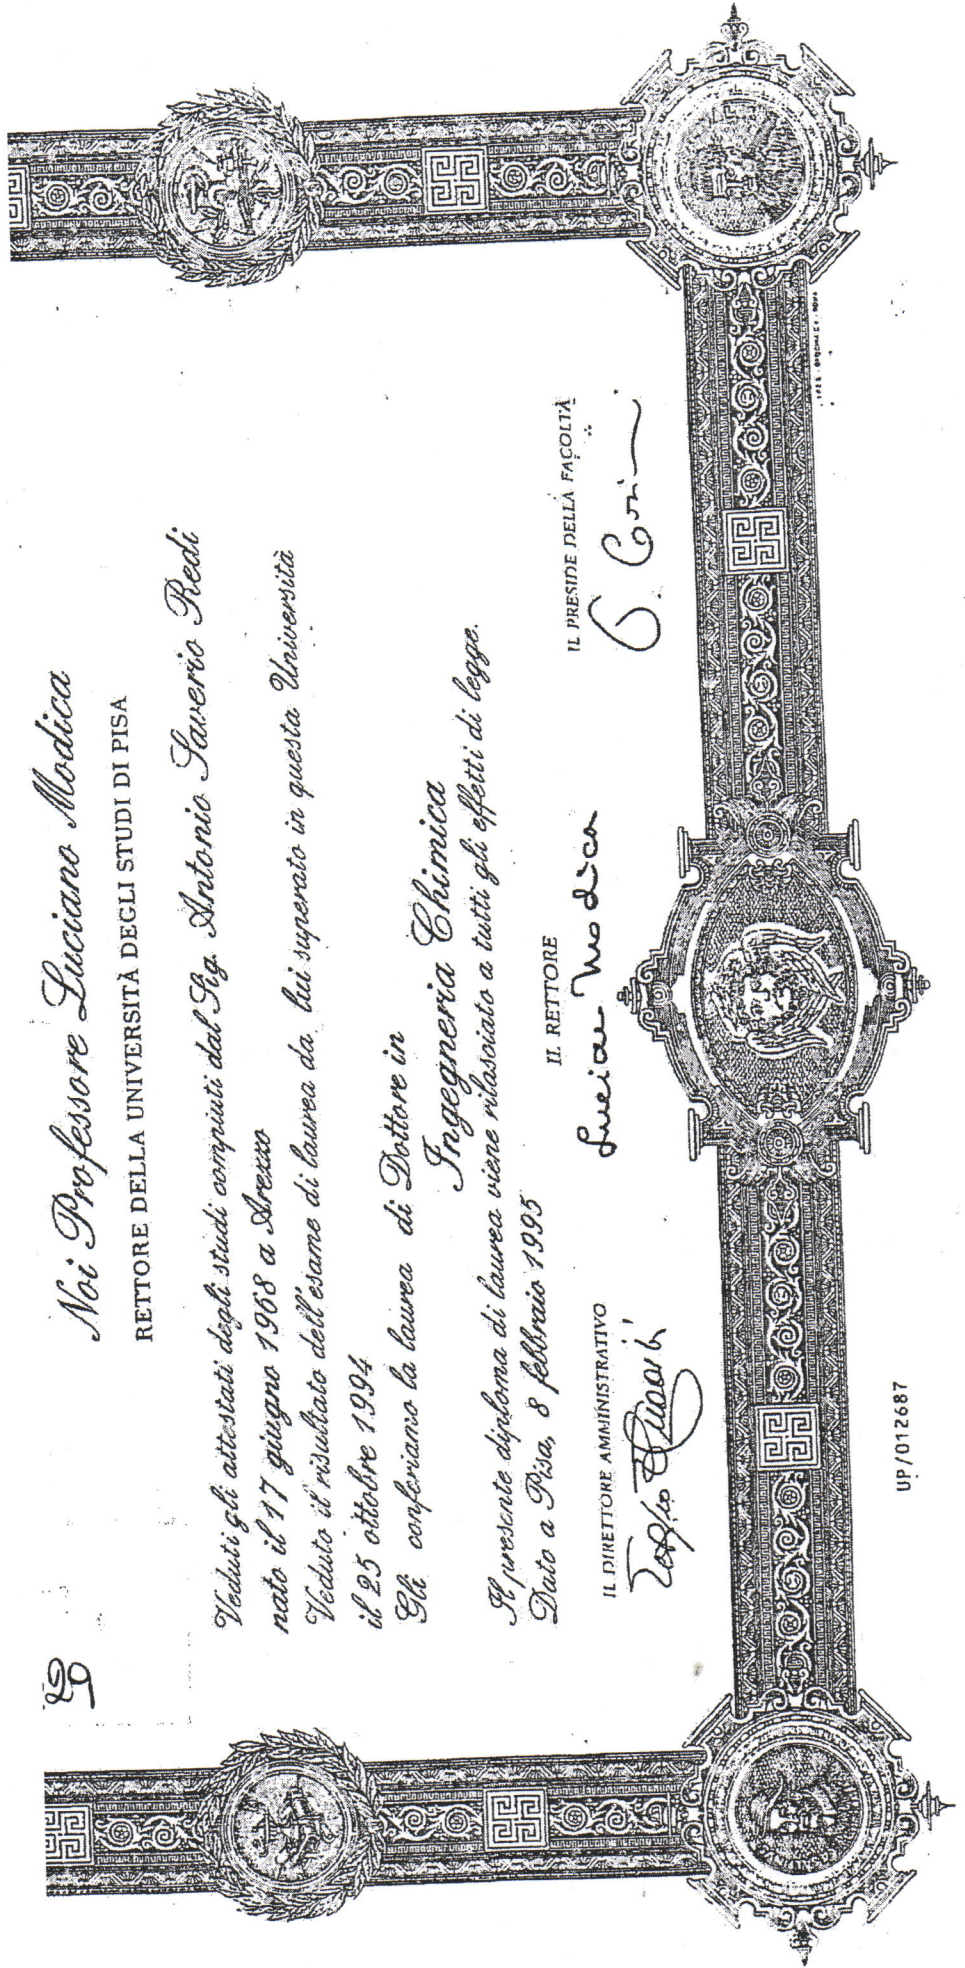 Noi Professore Luciano Modica
RETTORE DELLA UNIVERSITÀ DEGLI STUDI DI PISA
Veduti gli attestati degli studi compiuti dal Sig. Antonio Saverio Redi
nato il 17 giugno 1968 a Arezzo
Veduto il risultato dell'esame di laurea da lui superato in questa Università
il 25 ottobre 1994
Gli conferiamo la laurea di Dottore in
Ingegneria Chimica
Il presente diploma di laurea viene rilasciato a tutti gli effetti di legge.
Dato a Pisa, 8 febbraio 1995
IL DIRETTORE AMMINISTRATIVO
IL RETTORE
Luciano Modica
IL PRESIDE DELLA FACOLTÀ
UP/012687